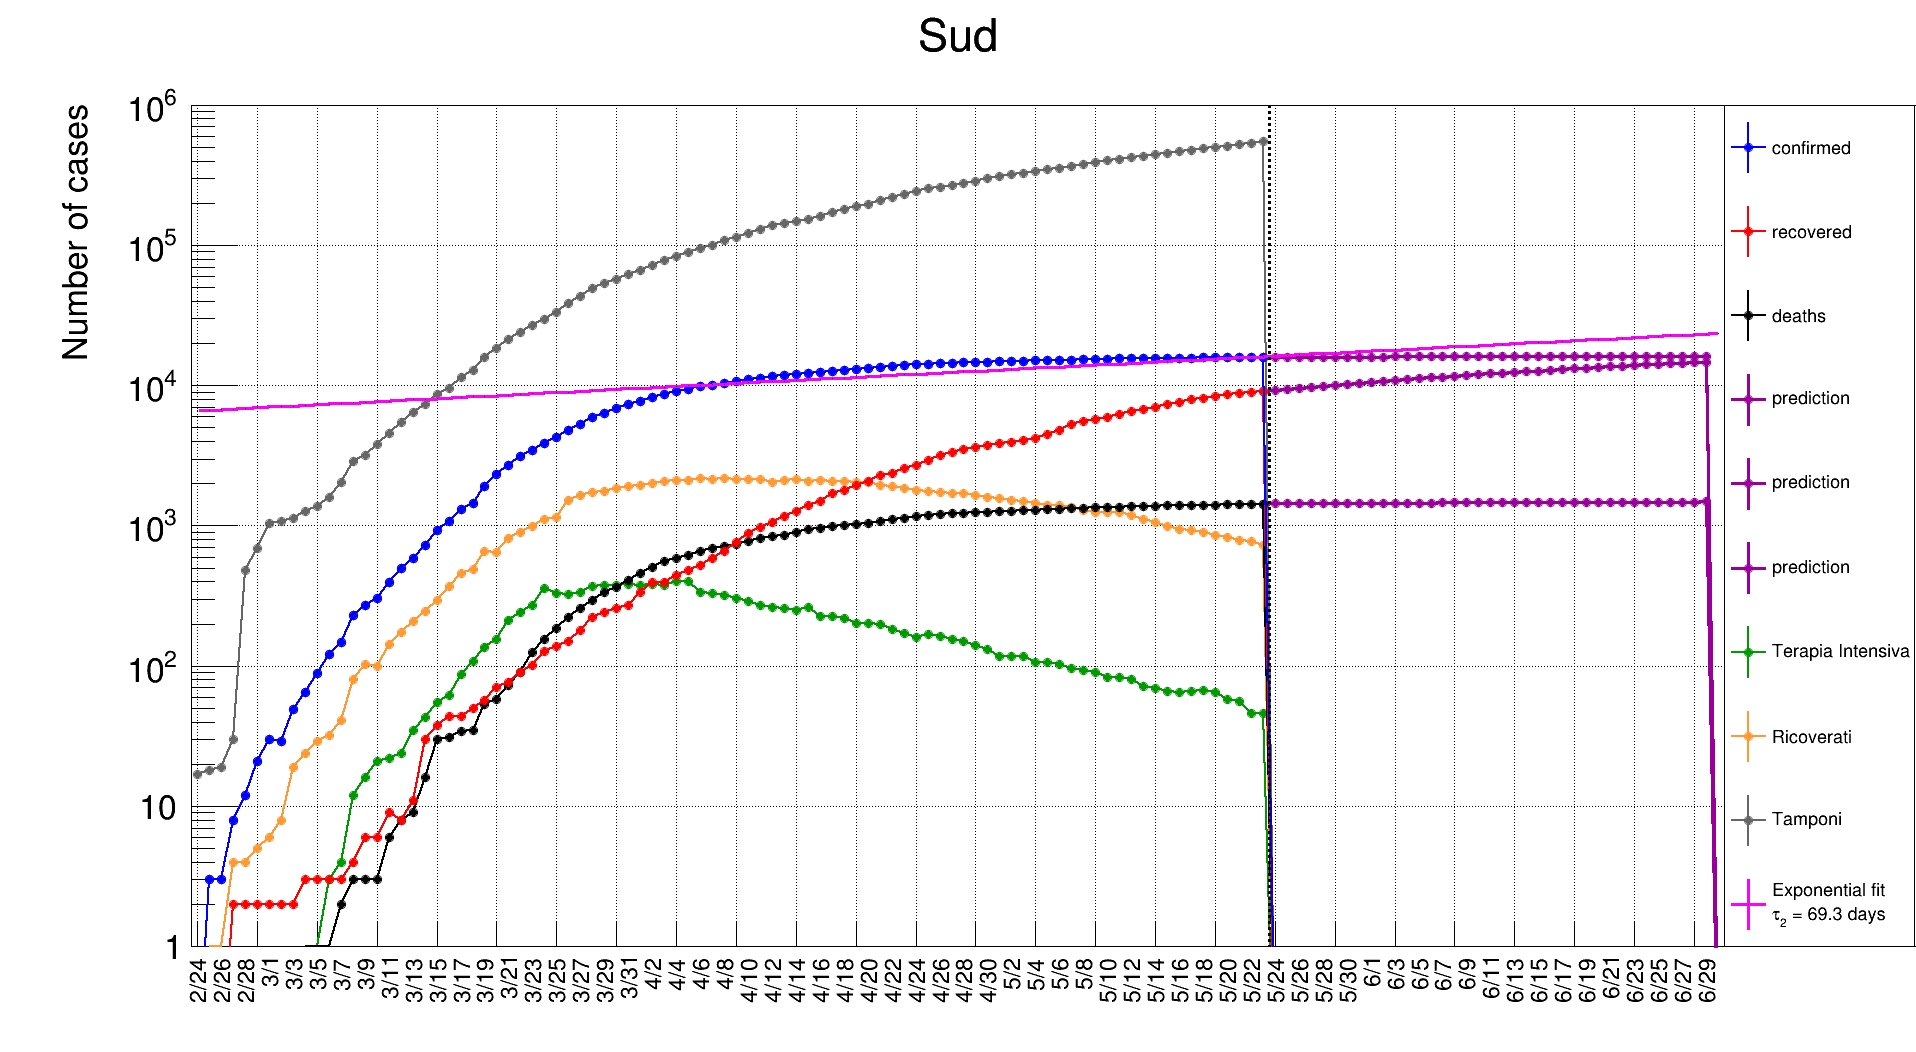 Sud
Number of cases
10^6
10^5
10^4
10^3
10^2
10
1
2/24 2/26 2/28 3/1 3/3 3/5 3/7 3/9 3/11 3/13 3/15 3/17 3/19 3/21 3/23 3/25 3/27 3/29 3/31 4/2 4/4 4/6 4/8 4/10 4/12 4/14 4/16 4/18 4/20 4/22 4/24 4/26 4/28 4/30 5/2 5/4 5/6 5/8 5/10 5/12 5/14 5/16 5/18 5/20 5/22 5/24 5/26 5/28 5/30 6/1 6/3 6/5 6/7 6/9 6/11 6/13 6/15 6/17 6/19 6/21 6/23 6/25 6/27 6/29
confirmed
recovered
deaths
prediction
prediction
prediction
Terapia Intensiva
Ricoverati
Tamponi
Exponential fit
τ₂ = 69.3 days